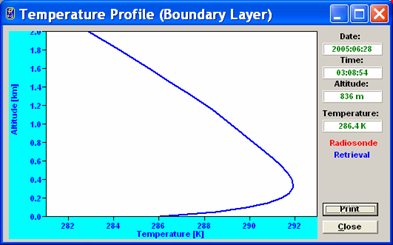 Temperature Profile (Boundary Layer)
Date:
2005:06:28
Time:
03:08:54
Altitude:
836 m
Temperature:
286.4 K
Radiosonde
Retrieval
Print
Close
Altitude [km]
2.0
1.8
1.6
1.4
1.2
1.0
0.8
0.6
0.4
0.2
0.0
282 284 286 288 290 292
Temperature [K]